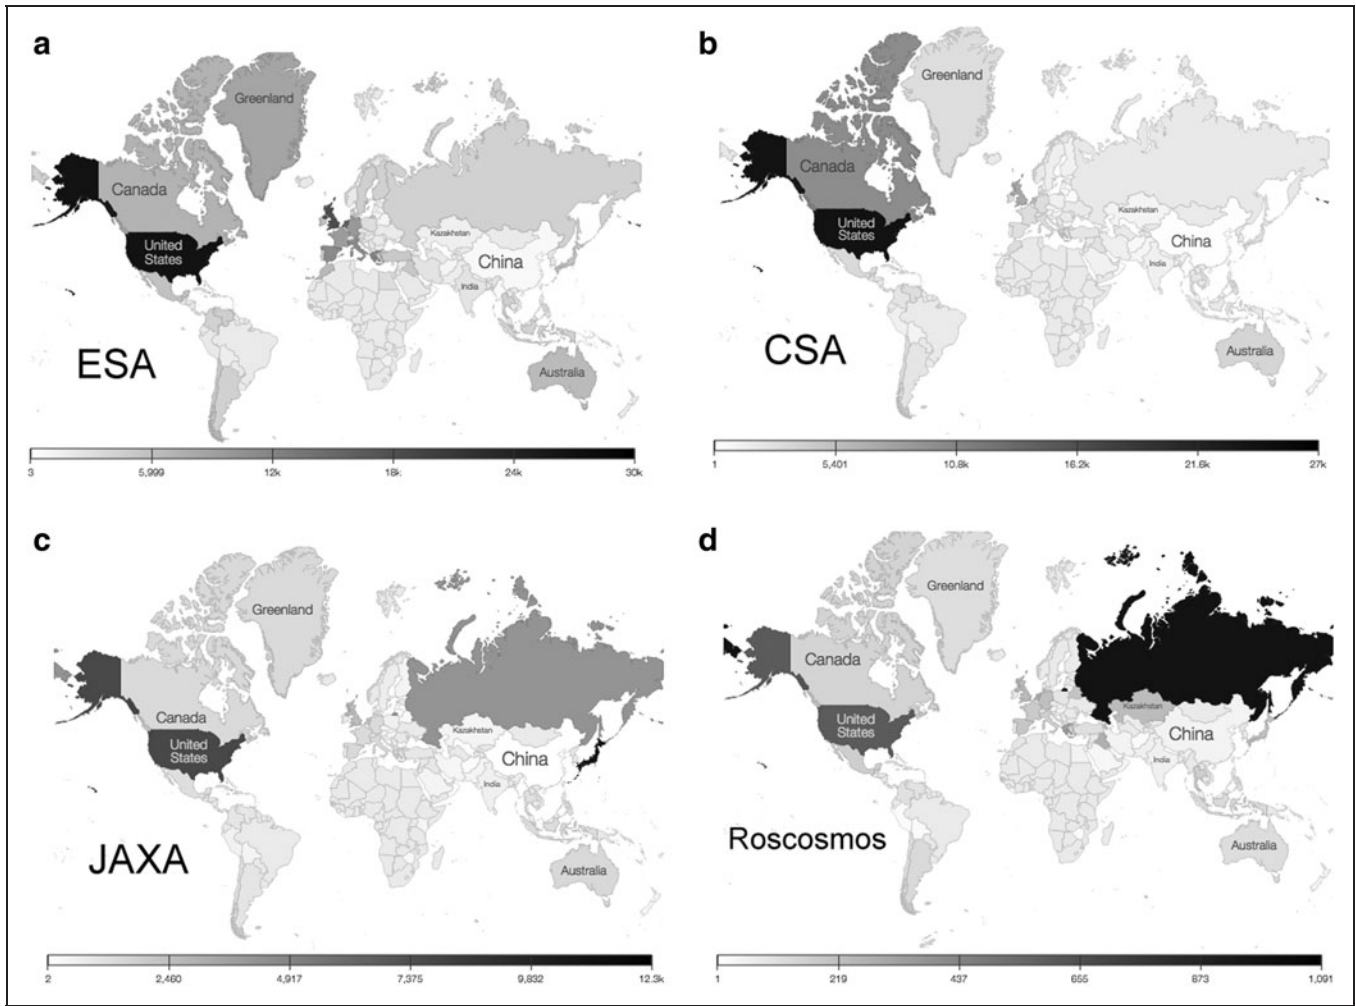 a
Greenland
Canada
United
States
Kazakhstan
China
India
ESA
Australia
3 5,999 12k 18k 24k 30k
b
Greenland
Canada
United
States
Kazakhstan
China
India
CSA
Australia
1 5,401 10.8k 16.2k 21.6k 27k
c
Greenland
Canada
United
States
Kazakhstan
China
India
JAXA
Australia
2 2,460 4,917 7,375 9,832 12.3k
d
Greenland
Canada
United
States
Kazakhstan
China
India
Roscosmos
Australia
1 219 437 655 873 1,091